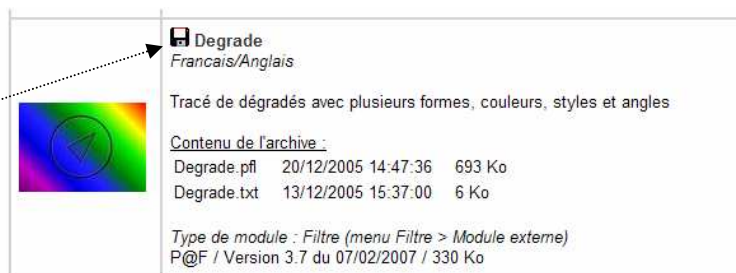 Degrade
Francais/Anglais
Tracé de dégradés avec plusieurs formes, couleurs, styles et angles
Contenu de l'archive :
Degrade.pfl 20/12/2005 14:47:36 693 Ko
Degrade.txt 13/12/2005 15:37:00 6 Ko
Type de module : Filtre (menu Filtre > Module externe)
P@F / Version 3.7 du 07/02/2007 / 330 Ko